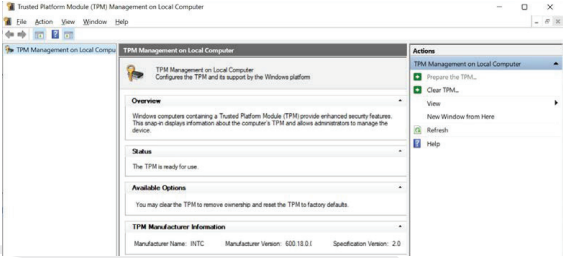 Trusted Platform Module (TPM) Management on Local Computer
File Action View Window Help
TPM Management on Local Compu
TPM Management on Local Computer
TPM Management on Local Computer
Configures the TPM and its support by the Windows platform
Overview
Windows computers containing a Trusted Platform Module (TPM) provide enhanced security features.
This snap-in displays information about the computer's TPM and allows administrators to manage the
device.
Status
The TPM is ready for use.
Available Options
You may clear the TPM to remove ownership and reset the TPM to factory defaults.
TPM Manufacturer Information
Manufacturer Name: INTC Manufacturer Version: 600.18.0.( Specification Version: 2.0
Actions
TPM Management on Local Computer
Prepare the TPM...
Clear TPM...
View
New Window from Here
Refresh
Help